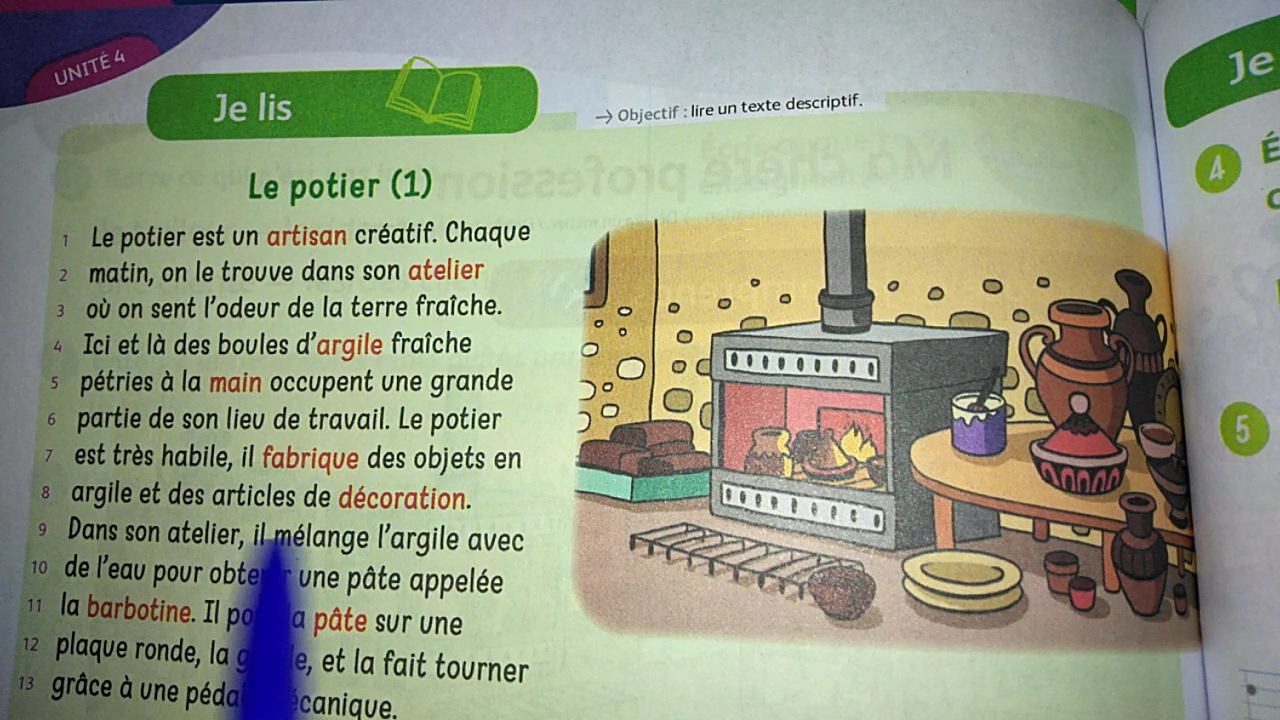 UNITÉ 4
Je lis
→ Objectif : lire un texte descriptif.
Le potier (1)
1 Le potier est un artisan créatif. Chaque
2 matin, on le trouve dans son atelier
3 où on sent l'odeur de la terre fraîche.
4 Ici et là des boules d'argile fraîche
5 pétries à la main occupent une grande
6 partie de son lieu de travail. Le potier
7 est très habile, il fabrique des objets en
8 argile et des articles de décoration.
9 Dans son atelier, il mélange l'argile avec
10 de l'eau pour une pâte appelée
11 la barbotine. Il pâte sur une
12 plaque ronde, la et la fait tourner
13 grâce à une
Je
4
5